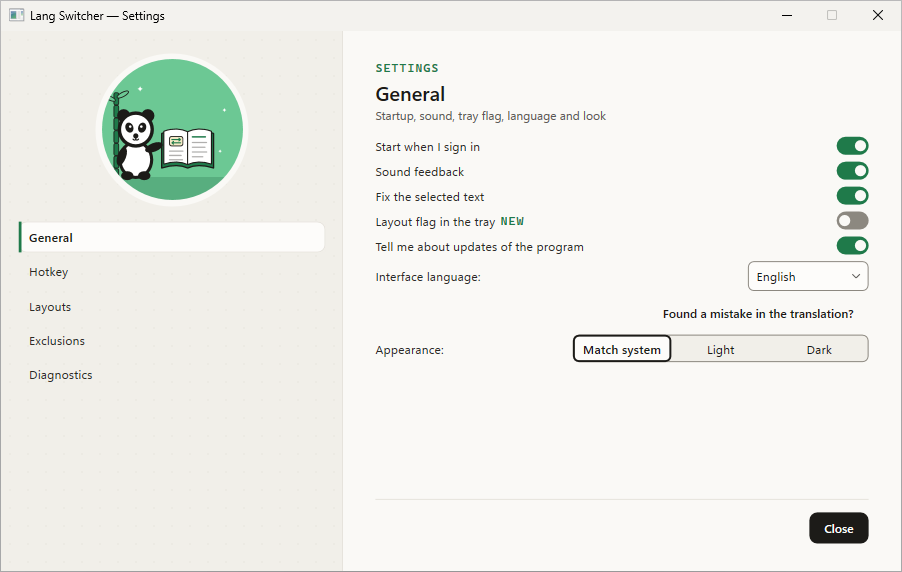 Lang Switcher — Settings
General
Hotkey
Layouts
Exclusions
Diagnostics
SETTINGS
General
Startup, sound, tray flag, language and look
Start when I sign in
Sound feedback
Fix the selected text
Layout flag in the tray NEW
Tell me about updates of the program
Interface language: English
Found a mistake in the translation?
Appearance: Match system Light Dark
Close